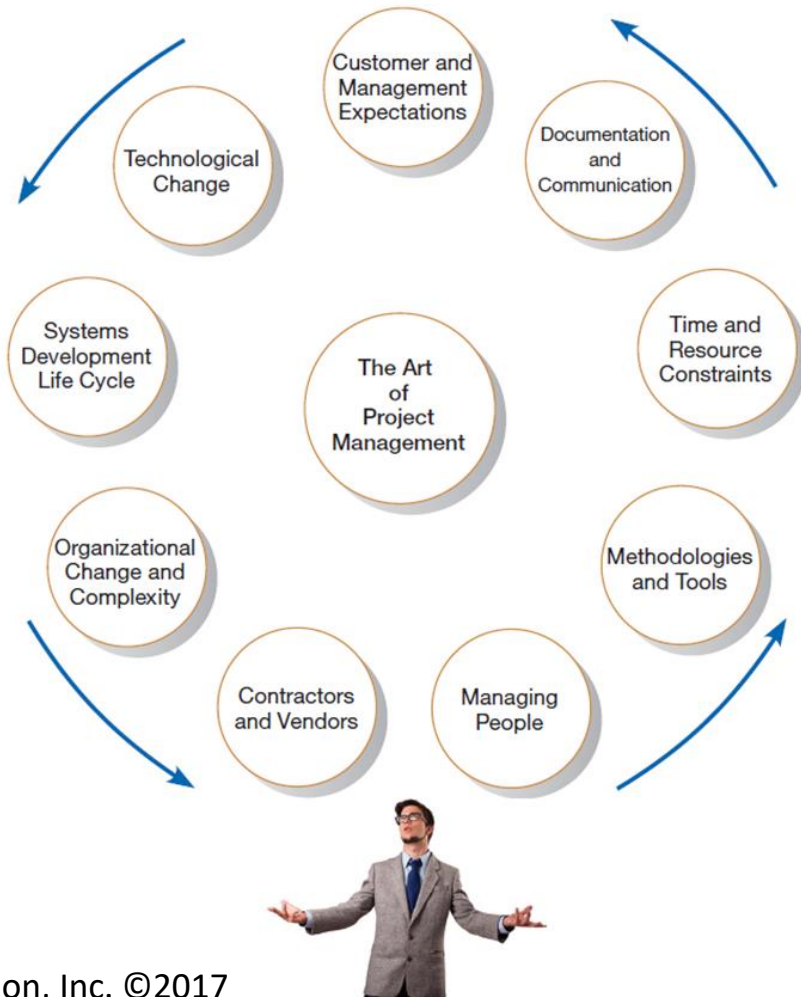 Customer and
Management
Expectations
Documentation
and
Communication
Technological
Change
Time and
Resource
Constraints
Systems
Development
Life Cycle
The Art
of
Project
Management
Organizational
Change and
Complexity
Methodologies
and Tools
Contractors
and Vendors
Managing
People
Inc. ©2017